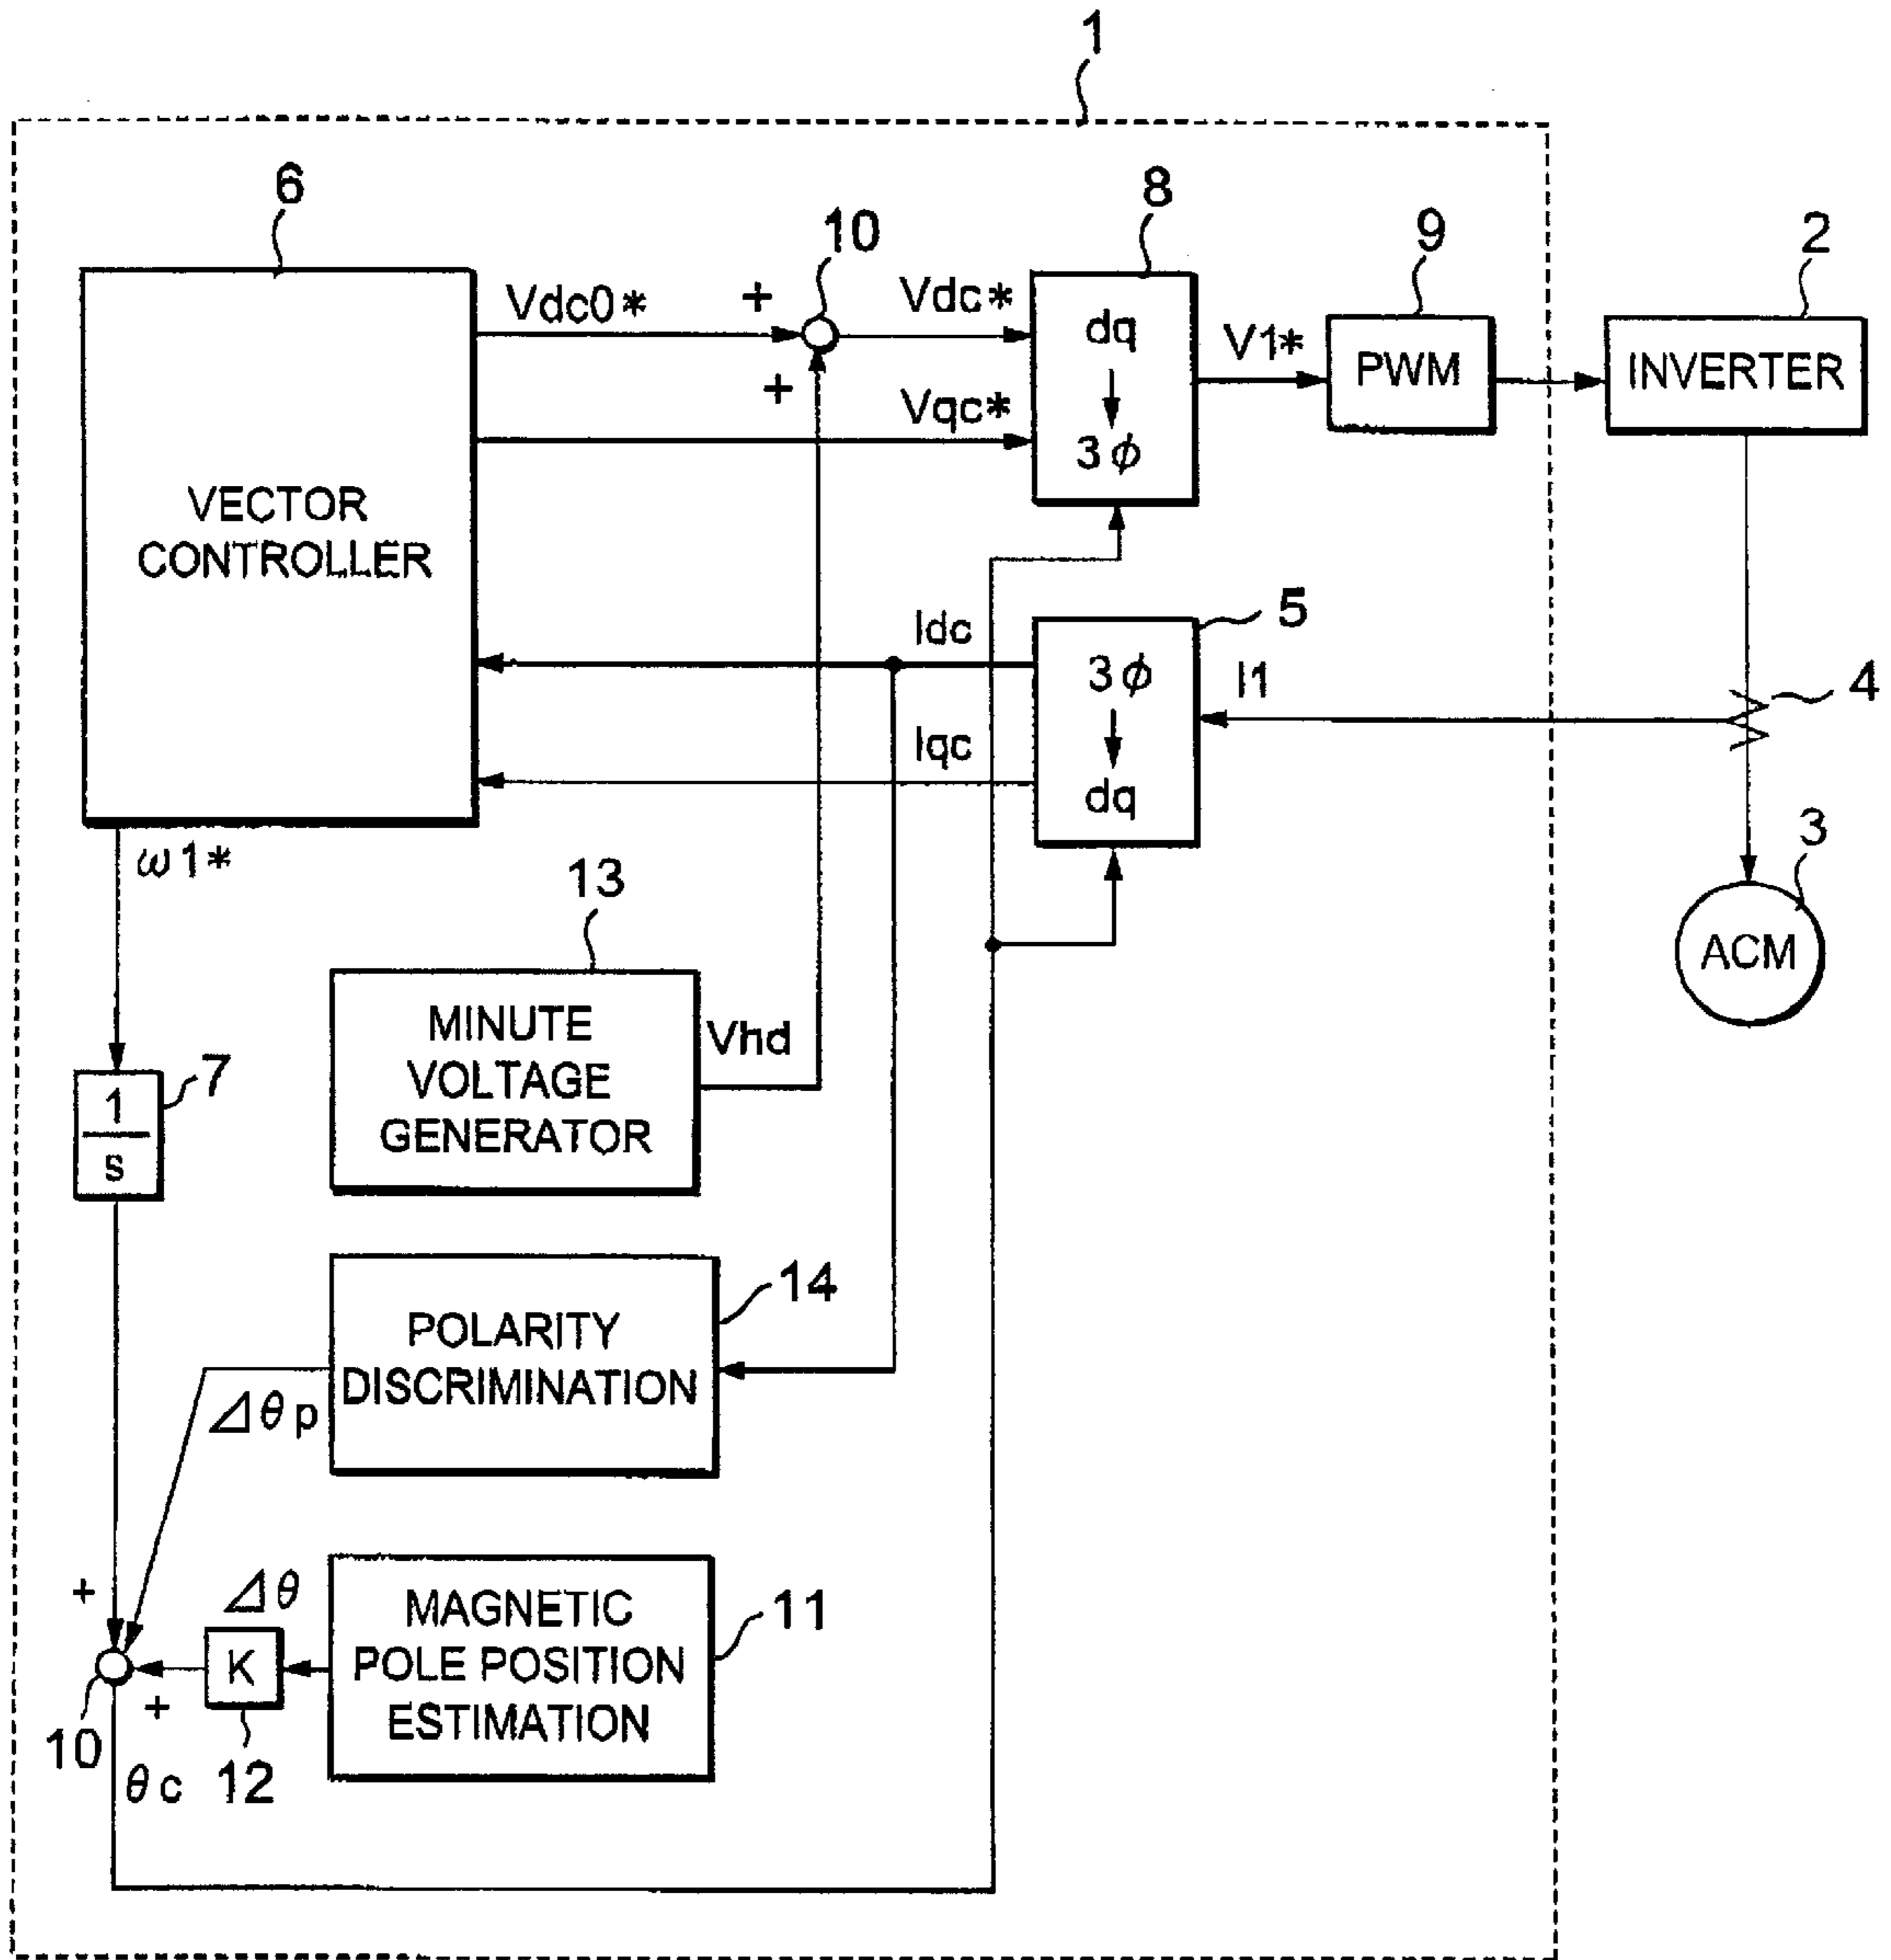 1
6
10
8
9
2
Vdc0*
+
Vdc*
+
Vqc*
dq
3φ
V1*
PWM
INVERTER
VECTOR
CONTROLLER
Idc
Iqc
5
3φ
dq
I1
4
3
ACM
ω1*
13
MINUTE
VOLTAGE
GENERATOR
Vhd
7
1
s
14
POLARITY
DISCRIMINATION
⊿θp
+
⊿θ
K
+
10
12
θc
MAGNETIC
POLE POSITION
ESTIMATION
11